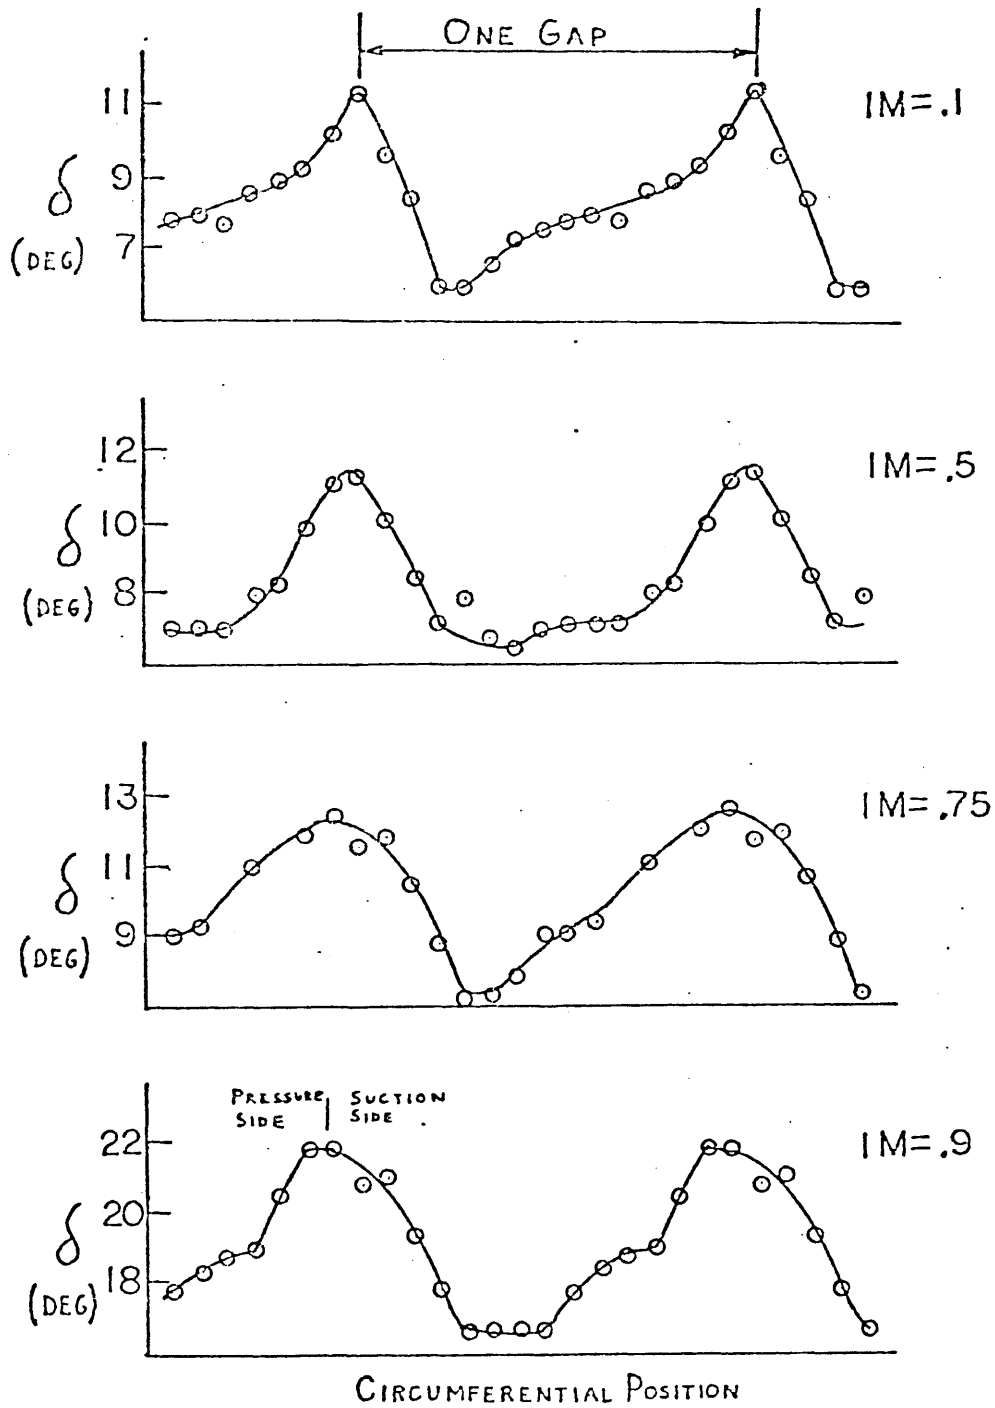 ONE GAP
IM=.1
11
9
7
δ
(DEG)
IM=.5
12
10
8
δ
(DEG)
IM=.75
13
11
9
δ
(DEG)
PRESSURE SIDE
SUCTION SIDE
IM=.9
22
20
18
δ
(DEG)
CIRCUMFERENTIAL POSITION